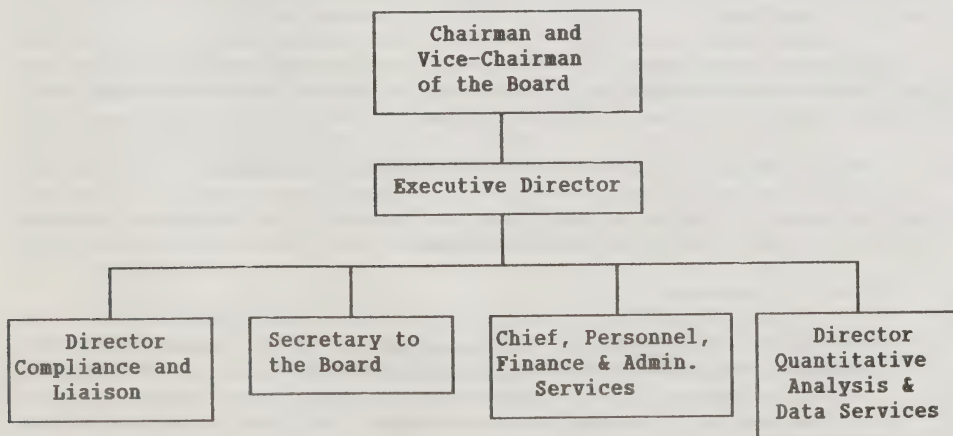 Chairman and
Vice-Chairman
of the Board
Executive Director
Director
Compliance and
Liaison
Secretary to
the Board
Chief, Personnel,
Finance & Admin.
Services
Director
Quantitative
Analysis &
Data Services